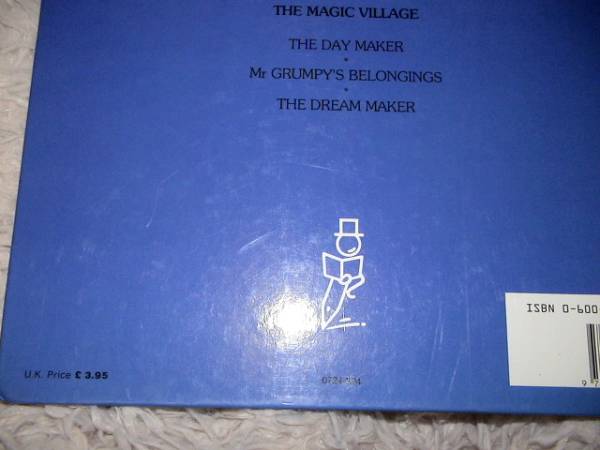 THE MAGIC VILLAGE
THE DAY MAKER
Mr GRUMPY'S BELONGINGS
THE DREAM MAKER
ISBN 0-600
U.K. Price £ 3.95